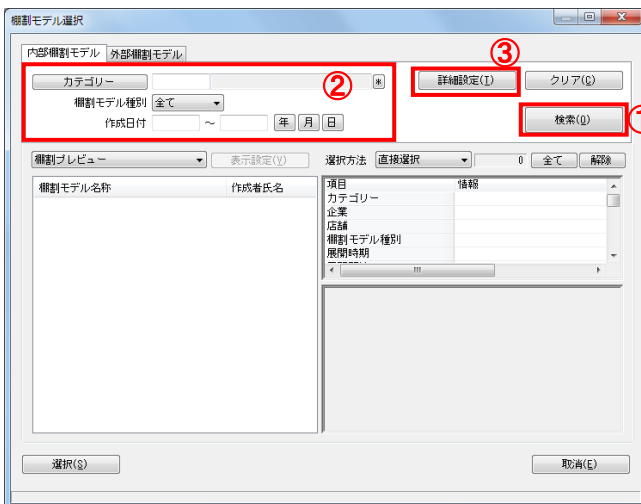 棚割モデル選択
内部棚割モデル 外部棚割モデル
③
カテゴリー * ② 詳細設定(I) クリア(C)
棚割モデル種別 全て
作成日付 ～ 年 月 日 検索(Q)
棚割プレビュー 表示設定(V) 選択方法 直接選択 0 全て 解除
棚割モデル名称 作成者氏名 項目 情報
カテゴリー
企業
店舗
棚割モデル種別
展開時期
選択(S) 取消(E)